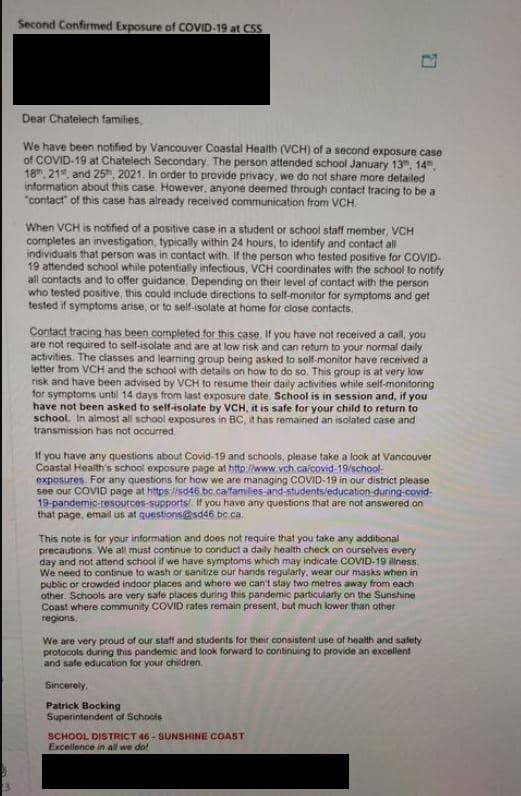 Second Confirmed Exposure of COVID-19 at CSS
Dear Chatelech families,
We have been notified by Vancouver Coastal Health (VCH) of a second exposure case
of COVID-19 at Chatelech Secondary. The person attended school January 13th, 14th,
18th, 21st, and 25th, 2021. In order to provide privacy, we do not share more detailed
information about this case. However, anyone deemed through contact tracing to be a
"contact" of this case has already received communication from VCH.
When VCH is notified of a positive case in a student or school staff member, VCH
completes an investigation, typically within 24 hours, to identify and contact all
individuals that person was in contact with. If the person who tested positive for COVID-
19 attended school while potentially infectious, VCH coordinates with the school to notify
all contacts and to offer guidance. Depending on their level of contact with the person
who tested positive, this could include directions to self-monitor for symptoms and get
tested if symptoms arise, or to self-isolate at home for close contacts.
Contact tracing has been completed for this case. If you have not received a call, you
are not required to self-isolate and are at low risk and can return to your normal daily
activities. The classes and learning group being asked to self-monitor have received a
letter from VCH and the school with details on how to do so. This group is at very low
risk and have been advised by VCH to resume their daily activities while self-monitoring
for symptoms until 14 days from last exposure date. School is in session and, if you
have not been asked to self-isolate by VCH, it is safe for your child to return to
school. In almost all school exposures in BC, it has remained an isolated case and
transmission has not occurred.
If you have any questions about Covid-19 and schools, please take a look at Vancouver
Coastal Health's school exposure page at http://www.vch.ca/covid-19/school-
exposures. For any questions for how we are managing COVID-19 in our district please
see our COVID page at https://sd46.bc.ca/families-and-students/education-during-covid-
19-pandemic-resources-supports/. If you have any questions that are not answered on
that page, email us at questions@sd46.bc.ca.
This note is for your information and does not require that you take any additional
precautions. We all must continue to conduct a daily health check on ourselves every
day and not attend school if we have symptoms which may indicate COVID-19 illness.
We need to continue to wash or sanitize our hands regularly, wear our masks when in
public or crowded indoor places and where we can't stay two metres away from each
other. Schools are very safe places during this pandemic particularly on the Sunshine
Coast where community COVID rates remain present, but much lower than other
regions.
We are very proud of our staff and students for their consistent use of health and safety
protocols during this pandemic and look forward to continuing to provide an excellent
and safe education for your children.
Sincerely,
Patrick Bocking
Superintendent of Schools
SCHOOL DISTRICT 46 - SUNSHINE COAST
Excellence in all we do!